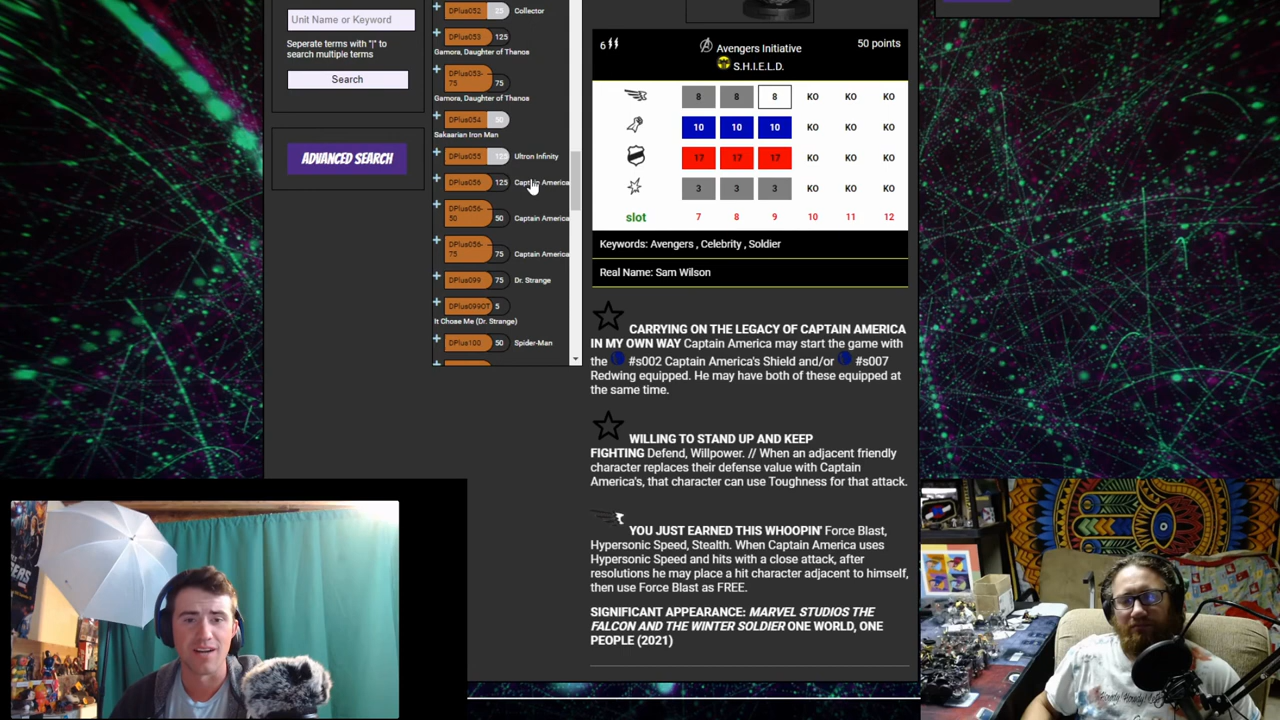 Unit Name or Keyword
Seperate terms with "|" to
search multiple terms
Search
ADVANCED SEARCH
DPlus052 25 Collector
DPlus053 125
Gamora, Daughter of Thanos
DPlus053-
75 75
Gamora, Daughter of Thanos
DPlus054 50
Sakaarian Iron Man
DPlus055 125 Ultron Infinity
DPlus056 125 Captain America
DPlus056-
50 50 Captain America
DPlus056-
75 75 Captain America
DPlus099 75 Dr. Strange
DPlus099OT 5
It Chose Me (Dr. Strange)
DPlus100 50 Spider-Man
6 Avengers Initiative 50 points
S.H.I.E.L.D.
8 8 8 KO KO KO
10 10 10 KO KO KO
17 17 17 KO KO KO
3 3 3 KO KO KO
slot 7 8 9 10 11 12
Keywords: Avengers , Celebrity , Soldier
Real Name: Sam Wilson
CARRYING ON THE LEGACY OF CAPTAIN AMERICA
IN MY OWN WAY Captain America may start the game with
the #s002 Captain America's Shield and/or #s007
Redwing equipped. He may have both of these equipped at
the same time.
WILLING TO STAND UP AND KEEP
FIGHTING Defend, Willpower. // When an adjacent friendly
character replaces their defense value with Captain
America's, that character can use Toughness for that attack.
YOU JUST EARNED THIS WHOOPIN' Force Blast,
Hypersonic Speed, Stealth. When Captain America uses
Hypersonic Speed and hits with a close attack, after
resolutions he may place a hit character adjacent to himself,
then use Force Blast as FREE.
SIGNIFICANT APPEARANCE: MARVEL STUDIOS THE
FALCON AND THE WINTER SOLDIER ONE WORLD, ONE
PEOPLE (2021)